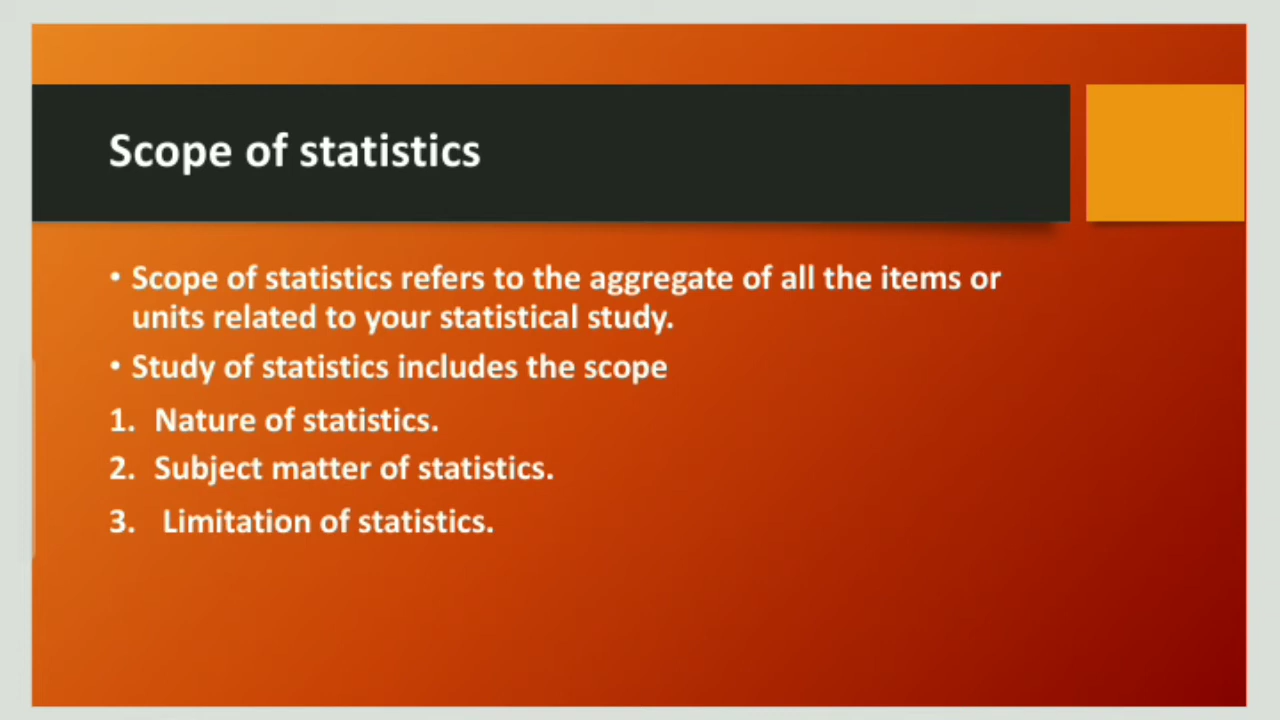 Scope of statistics
• Scope of statistics refers to the aggregate of all the items or
units related to your statistical study.
• Study of statistics includes the scope
1. Nature of statistics.
2. Subject matter of statistics.
3. Limitation of statistics.